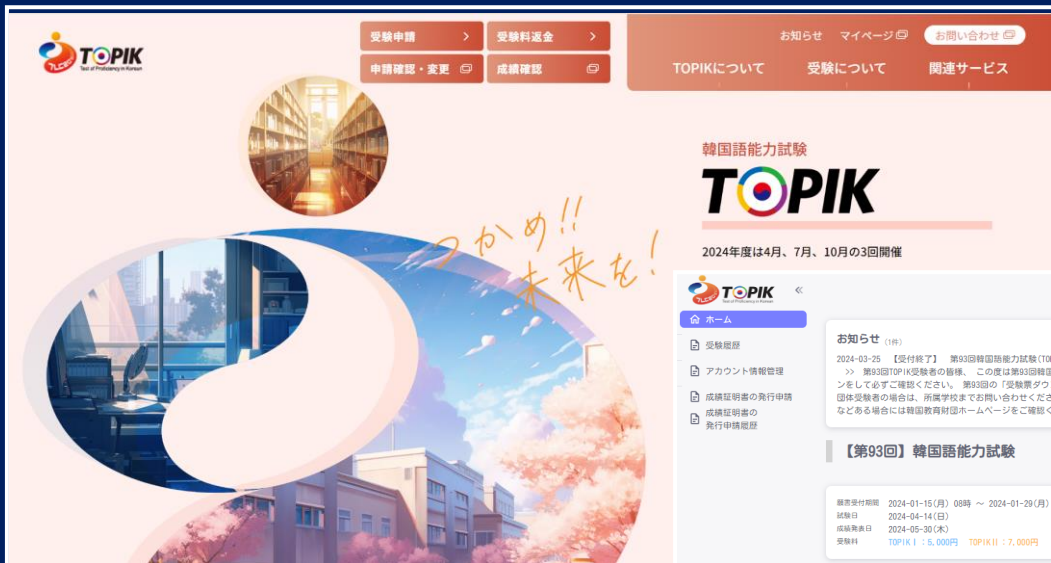 TOPIK
Test of Proficiency in Korean
受験申請
受験料返金
申請確認・変更
成績確認
お知らせ マイページ お問い合わせ
TOPIKについて 受験について 関連サービス
韓国語能力試験
TOPIK
2024年度は4月、7月、10月の3回開催
つかめ!!
未来を!
TOPIK
Test of Proficiency in Korean
ホーム
受験履歴
アカウント情報管理
成績証明書の発行申請
成績証明書の
発行申請履歴
お知らせ (1件)
2024-03-25 【受付終了】 第93回韓国語能力試験(TO
>> 第93回TOPIK受験者の皆様、 この度は第93回韓国
ンをして必ずご確認ください。 第93回の「受験票ダウ
団体受験者の場合は、所属学校までお問い合わせくださ
などある場合には韓国教育財団ホームページをご確認く
【第93回】韓国語能力試験
願書受付期間 2024-01-15(月) 08時 ～ 2024-01-29(月)
試験日 2024-04-14(日)
成績発表日 2024-05-30(木)
受験料 TOPIKⅠ：5,000円 TOPIKⅡ：7,000円